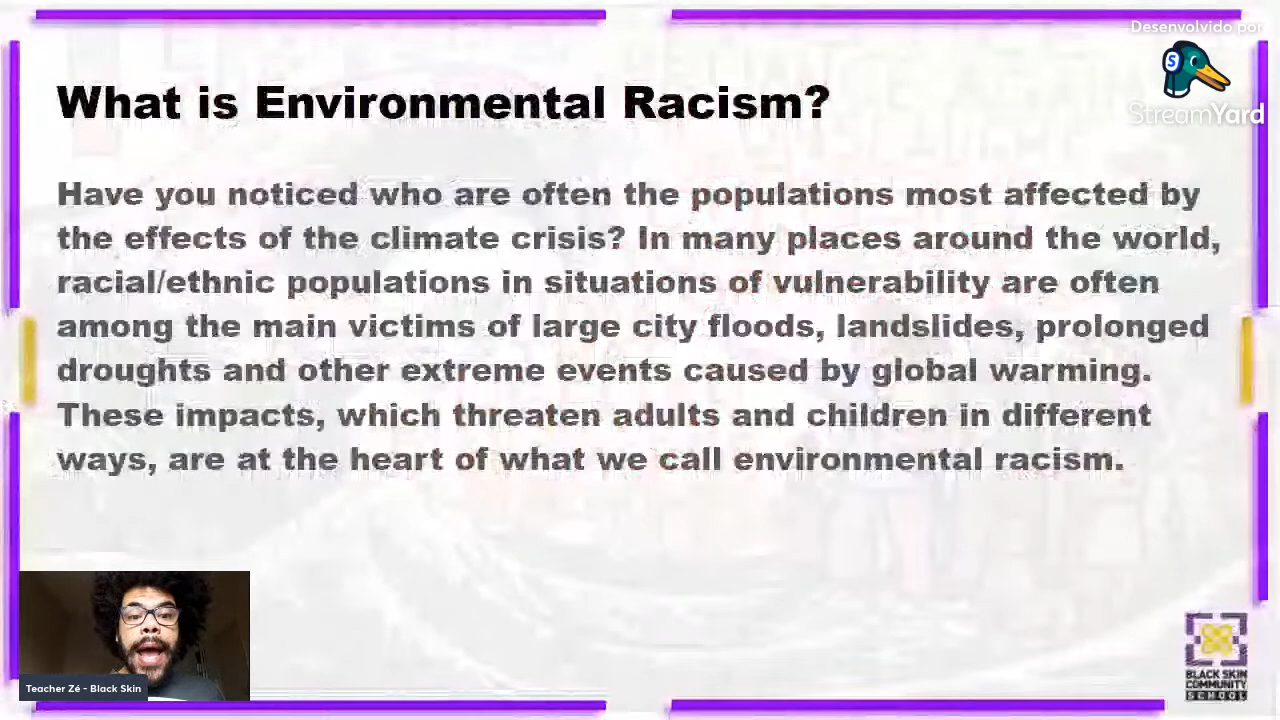 Desenvolvido por
StreamYard
What is Environmental Racism?
Have you noticed who are often the populations most affected by
the effects of the climate crisis? In many places around the world,
racial/ethnic populations in situations of vulnerability are often
among the main victims of large city floods, landslides, prolonged
droughts and other extreme events caused by global warming.
These impacts, which threaten adults and children in different
ways, are at the heart of what we call environmental racism.
Teacher Zé - Black Skin
BLACK SKIN
COMMUNITY
SCHOOL